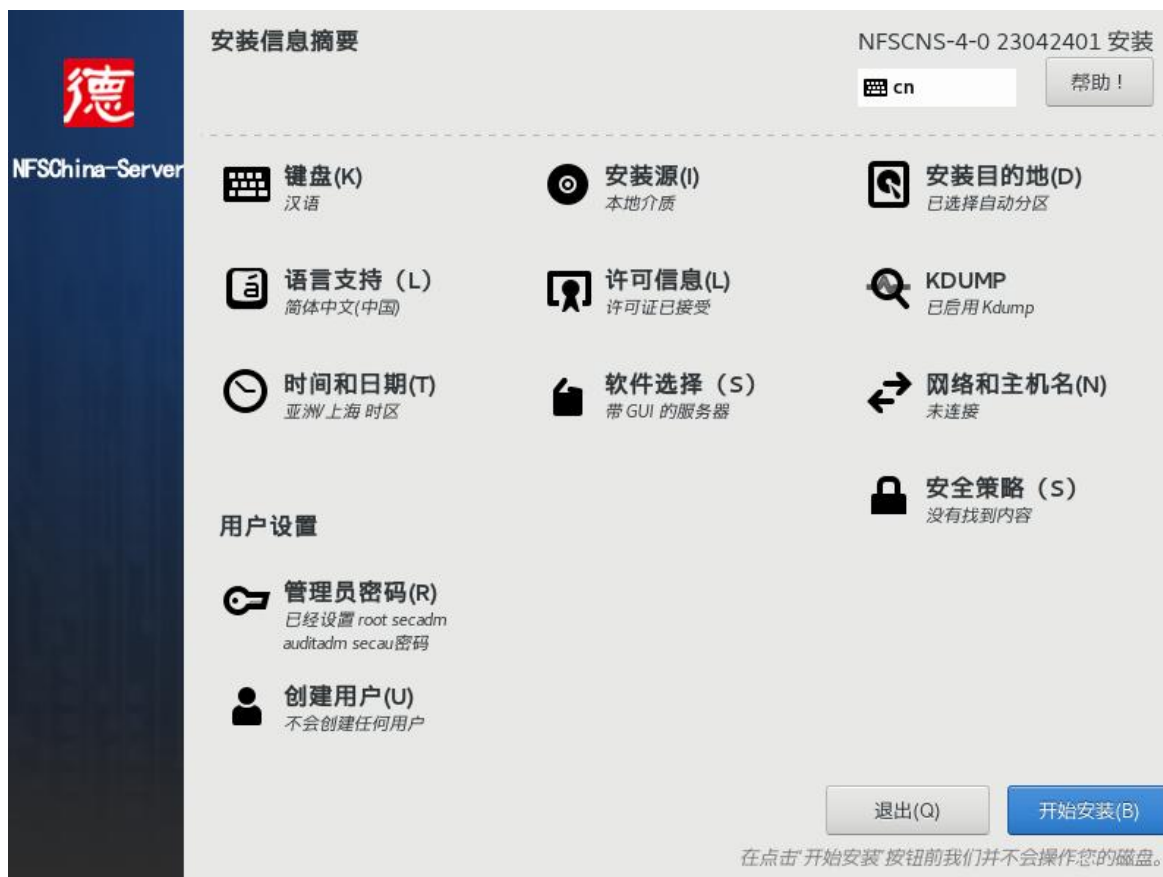 安装信息摘要
NFSCNS-4-0 23042401 安装
cn
帮助！
德
NFSChina-Server
键盘(K)
汉语
安装源(I)
本地介质
安装目的地(D)
已选择自动分区
语言支持（L）
简体中文(中国)
许可信息(L)
许可证已接受
KDUMP
已启用 Kdump
时间和日期(T)
亚洲/上海 时区
软件选择（S）
带 GUI 的服务器
网络和主机名(N)
未连接
安全策略（S）
没有找到内容
用户设置
管理员密码(R)
已经设置 root secadm
auditadm secau密码
创建用户(U)
不会创建任何用户
退出(Q)
开始安装(B)
在点击'开始安装'按钮前我们并不会操作您的磁盘。